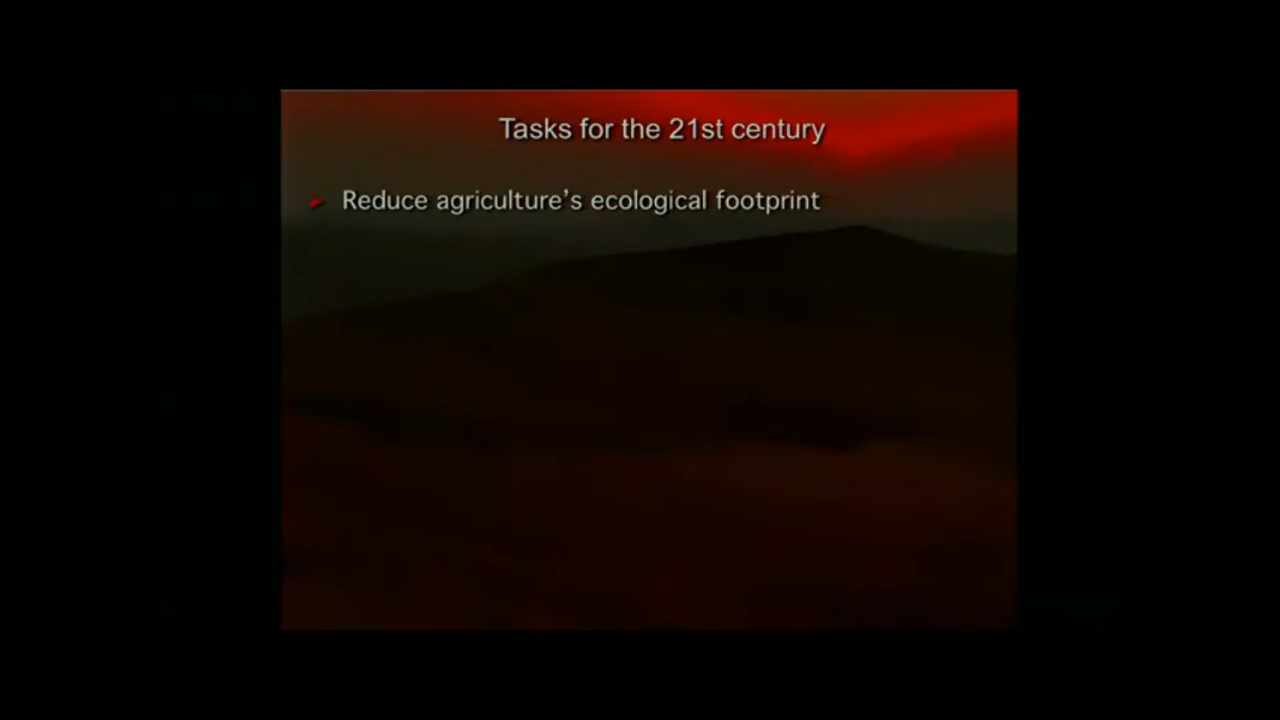 Tasks for the 21st century
Reduce agriculture’s ecological footprint